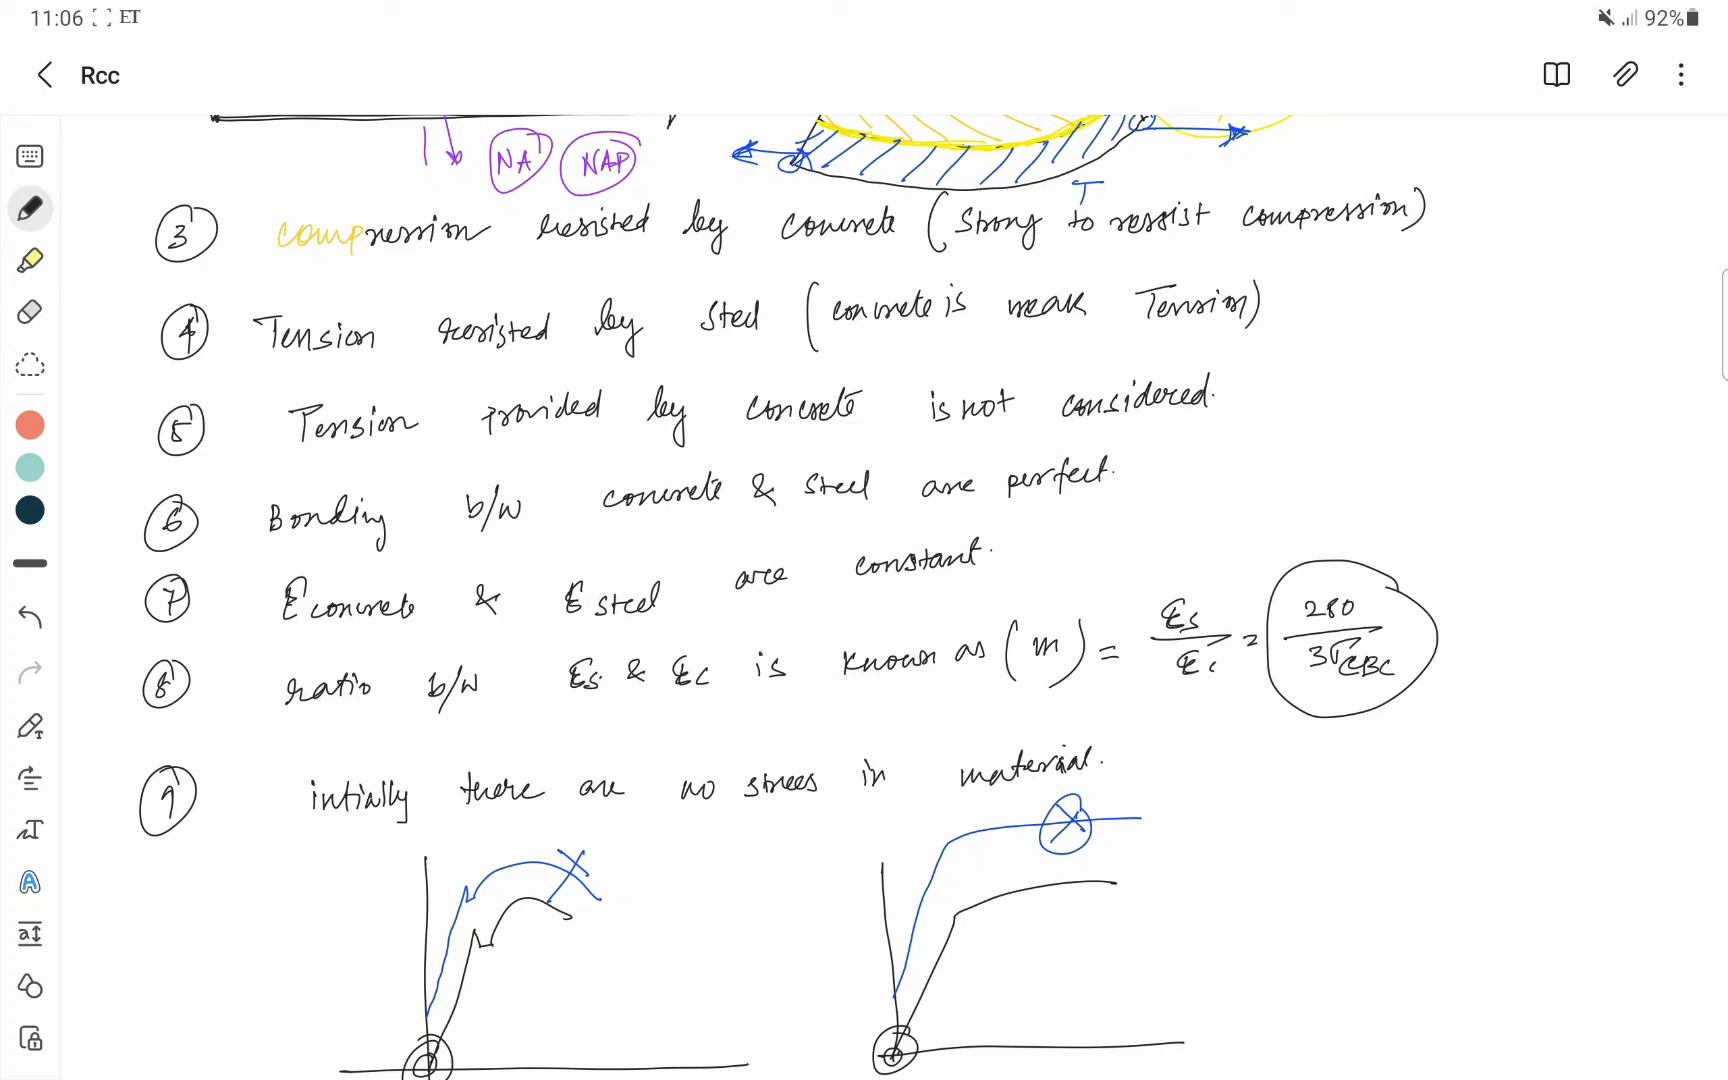 11:06 ET 92%
Rcc
NA NAP
T
3 compression resisted by concrete (Strong to ressist compression)
4 Tension resisted by steel (concrete is weak Tension)
5 Tension provided by concrete is not considered.
6 Bonding b/w concrete & steel are perfect.
7 E concrete & E steel are constant.
8 ratio b/w Es & Ec is known as (m) = Es/Ec = 280/3σCBC
9 intially there are no strees in material.